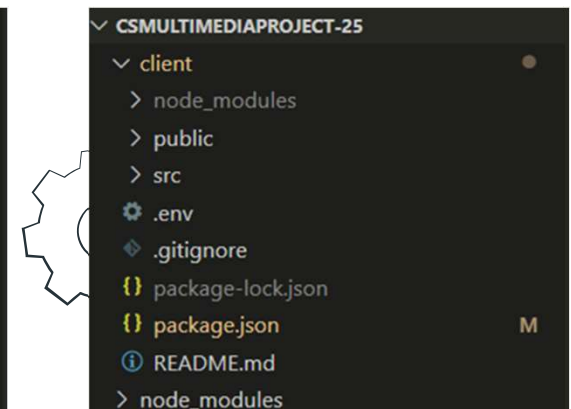 CSMULTIMEDIAPROJECT-25
client
node_modules
public
src
.env
.gitignore
package-lock.json
package.json M
README.md
node_modules